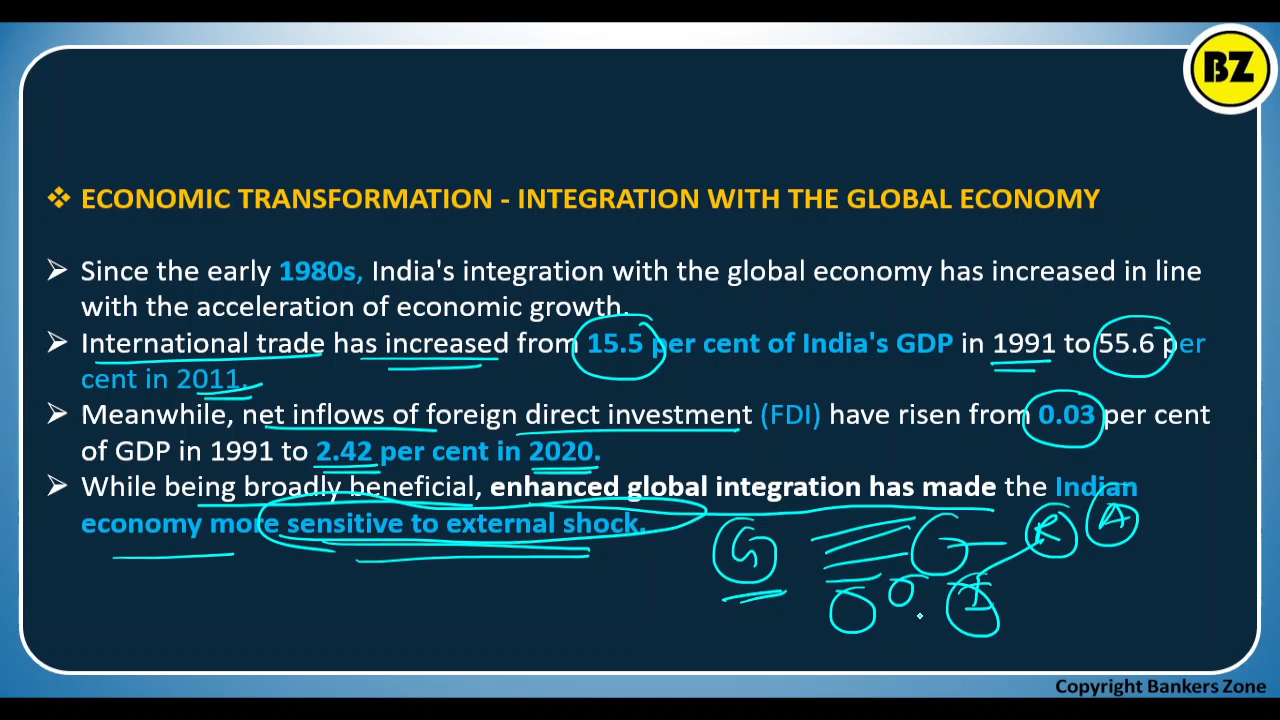 BZ
❖ ECONOMIC TRANSFORMATION - INTEGRATION WITH THE GLOBAL ECONOMY
➢ Since the early 1980s, India's integration with the global economy has increased in line
with the acceleration of economic growth.
➢ International trade has increased from 15.5 per cent of India's GDP in 1991 to 55.6 per
cent in 2011.
➢ Meanwhile, net inflows of foreign direct investment (FDI) have risen from 0.03 per cent
of GDP in 1991 to 2.42 per cent in 2020.
➢ While being broadly beneficial, enhanced global integration has made the Indian
economy more sensitive to external shock.
G R A
I
Copyright Bankers Zone